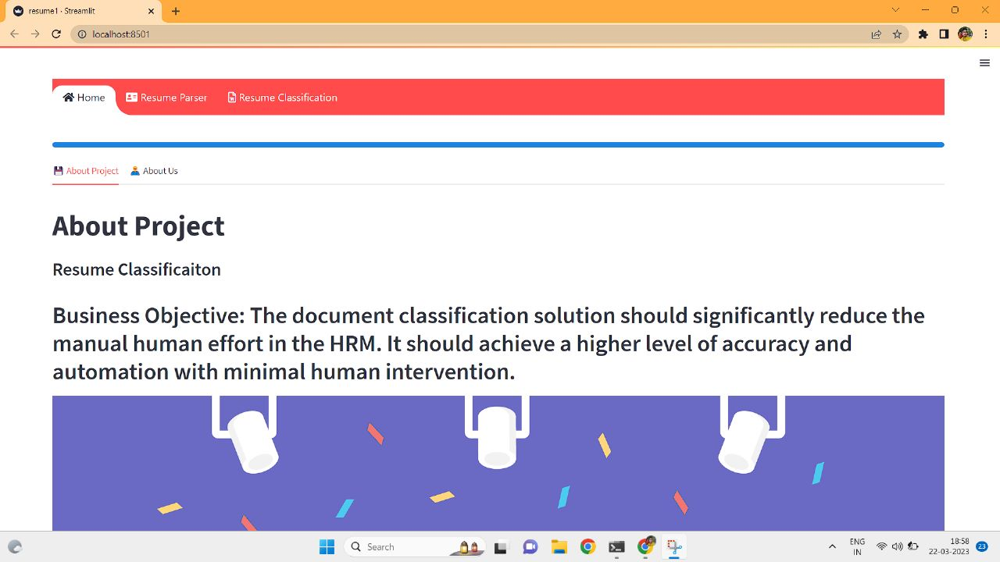 resume1 · Streamlit
localhost:8501
Home Resume Parser Resume Classification
About Project About Us
About Project
Resume Classificaiton
Business Objective: The document classification solution should significantly reduce the
manual human effort in the HRM. It should achieve a higher level of accuracy and
automation with minimal human intervention.
Search
ENG
IN
18:58
22-03-2023
23